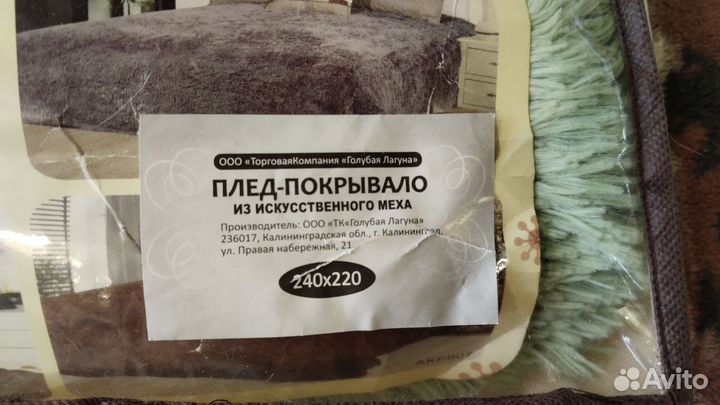 ООО «ТорговаяКомпания «Голубая Лагуна»
ПЛЕД-ПОКРЫВАЛО
ИЗ ИСКУССТВЕННОГО МЕХА
Производитель: ООО «ТК«Голубая Лагуна»
236017, Калининградская обл., г. Калининград,
ул. Правая набережная, 21.
240x220
Avito